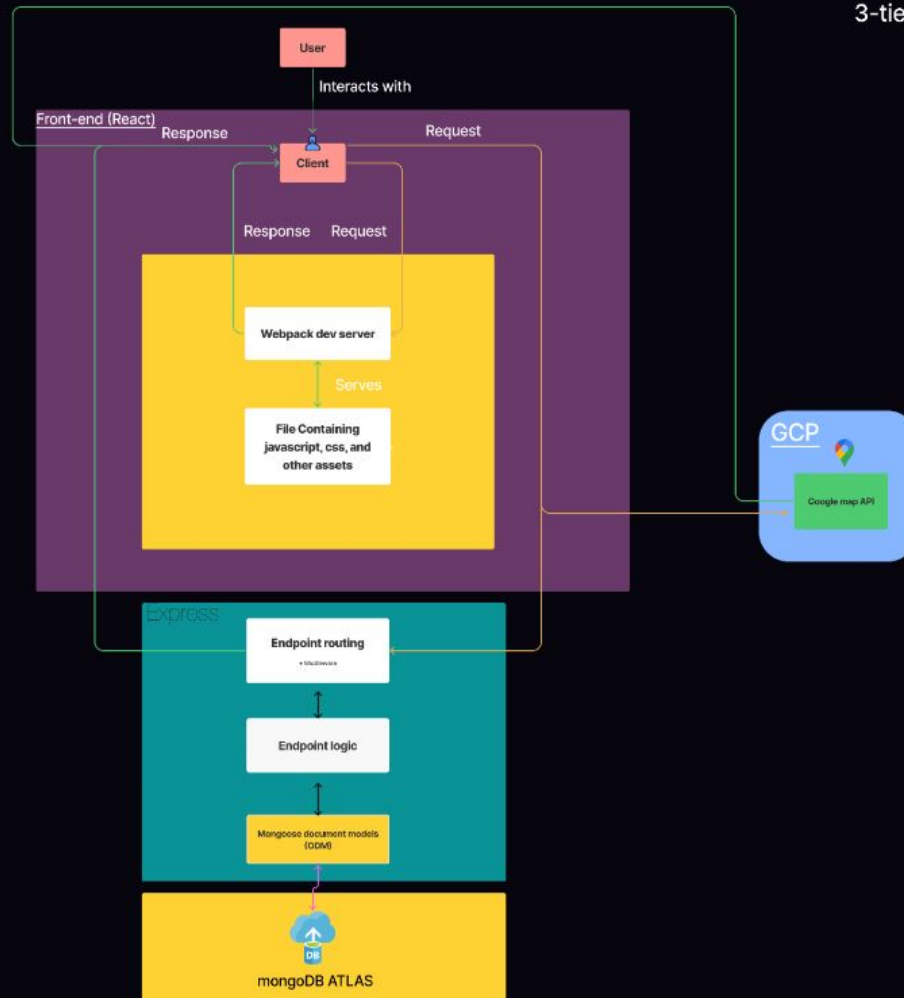 3-tie
User
Interacts with
Front-end (React)
Response
Request
Client
Response
Request
Webpack dev server
Serves
File Containing
javascript, css, and
other assets
GCP
Google map API
Express
Endpoint routing
+ Middleware
Endpoint logic
Mongoose document models
(ODM)
DB
mongoDB ATLAS